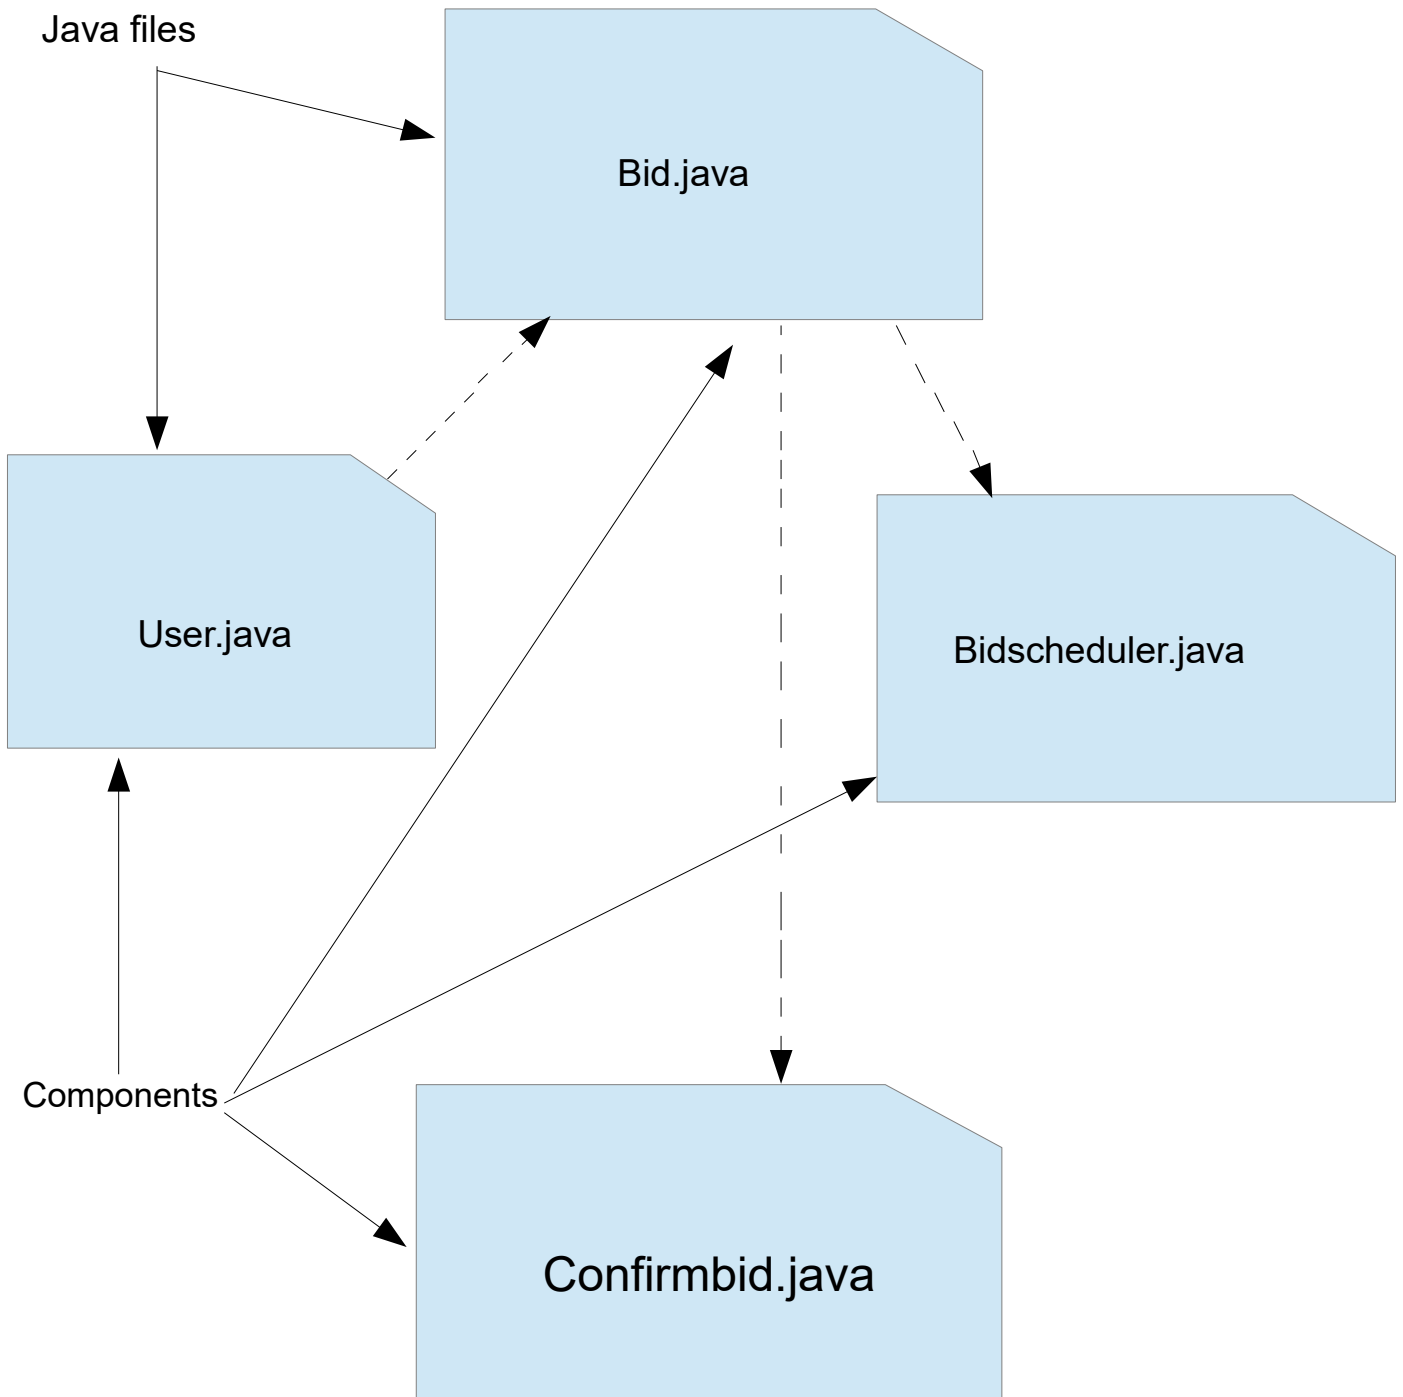 Java files
Bid.java
User.java
Bidscheduler.java
Components
Confirmbid.java